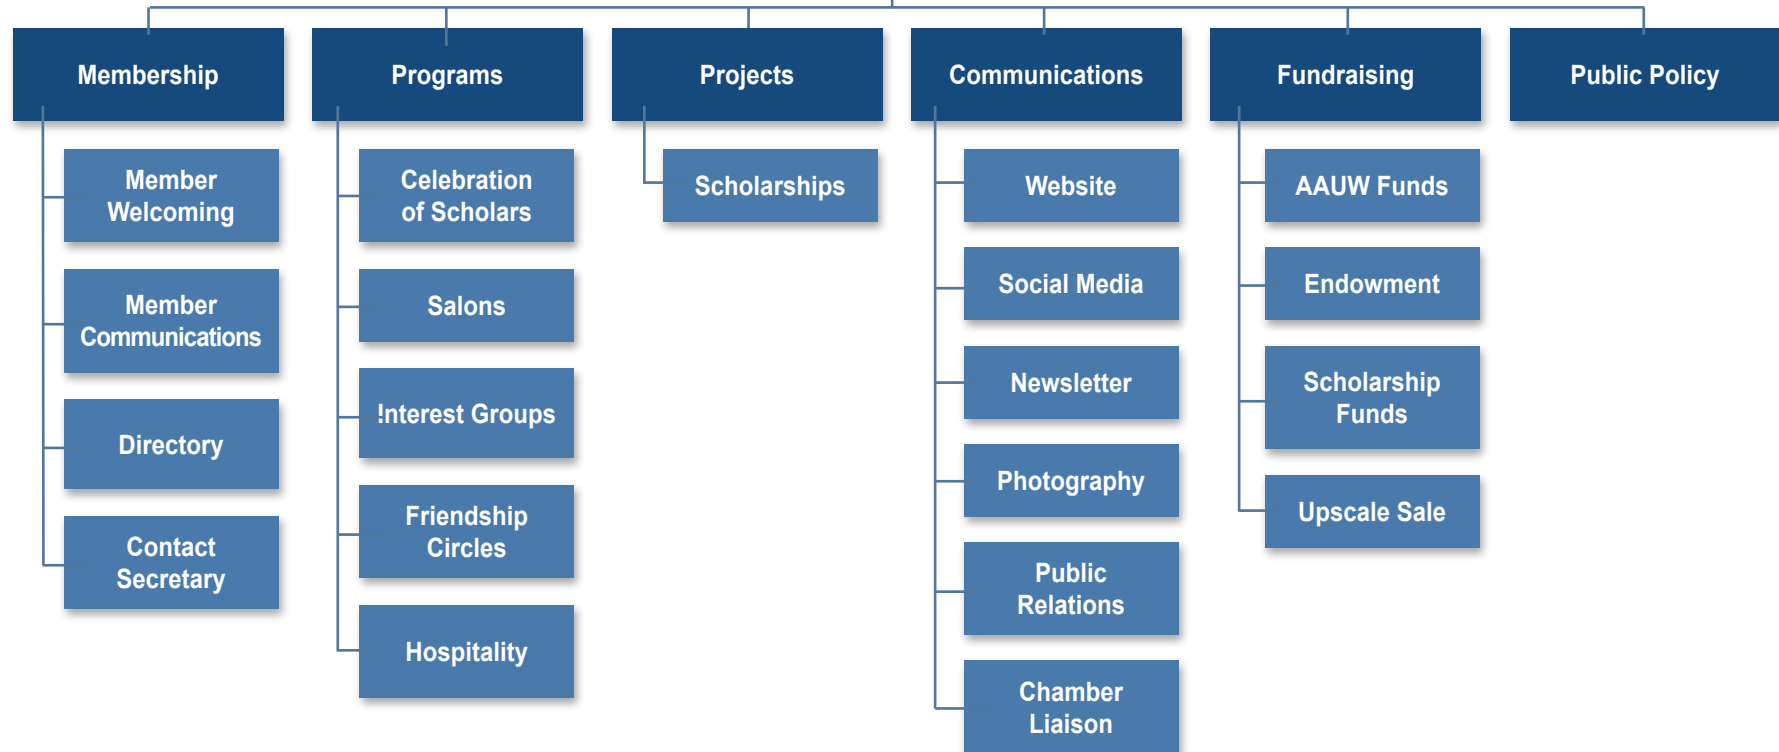 Membership
Programs
Projects
Communications
Fundraising
Public Policy
Member
Welcoming
Member
Communications
Directory
Contact
Secretary
Celebration
of Scholars
Salons
!nterest Groups
Friendship
Circles
Hospitality
Scholarships
Website
Social Media
Newsletter
Photography
Public
Relations
Chamber
Liaison
AAUW Funds
Endowment
Scholarship
Funds
Upscale Sale